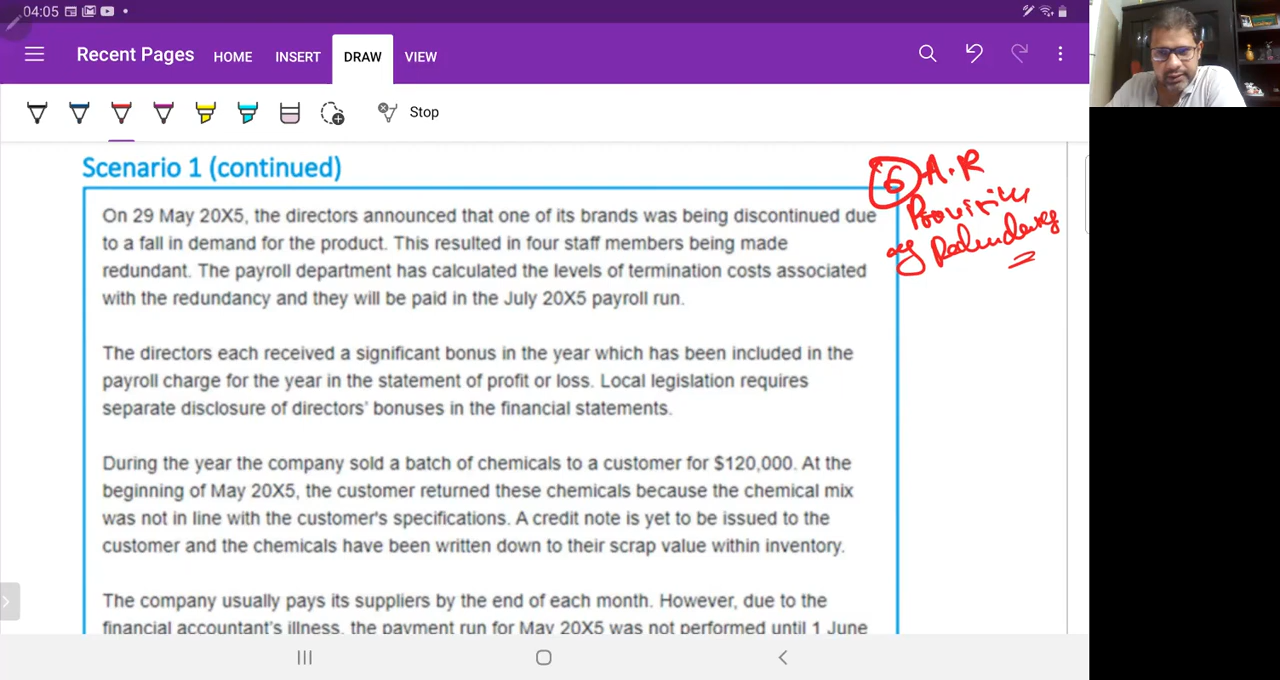 04:05
Recent Pages HOME INSERT DRAW VIEW
Stop
Scenario 1 (continued)
On 29 May 20X5, the directors announced that one of its brands was being discontinued due
to a fall in demand for the product. This resulted in four staff members being made
redundant. The payroll department has calculated the levels of termination costs associated
with the redundancy and they will be paid in the July 20X5 payroll run.
The directors each received a significant bonus in the year which has been included in the
payroll charge for the year in the statement of profit or loss. Local legislation requires
separate disclosure of directors' bonuses in the financial statements.
During the year the company sold a batch of chemicals to a customer for $120,000. At the
beginning of May 20X5, the customer returned these chemicals because the chemical mix
was not in line with the customer's specifications. A credit note is yet to be issued to the
customer and the chemicals have been written down to their scrap value within inventory.
The company usually pays its suppliers by the end of each month. However, due to the
financial accountant's illness, the payment run for May 20X5 was not performed until 1 June
6 A.R
Provision
of Redundancy